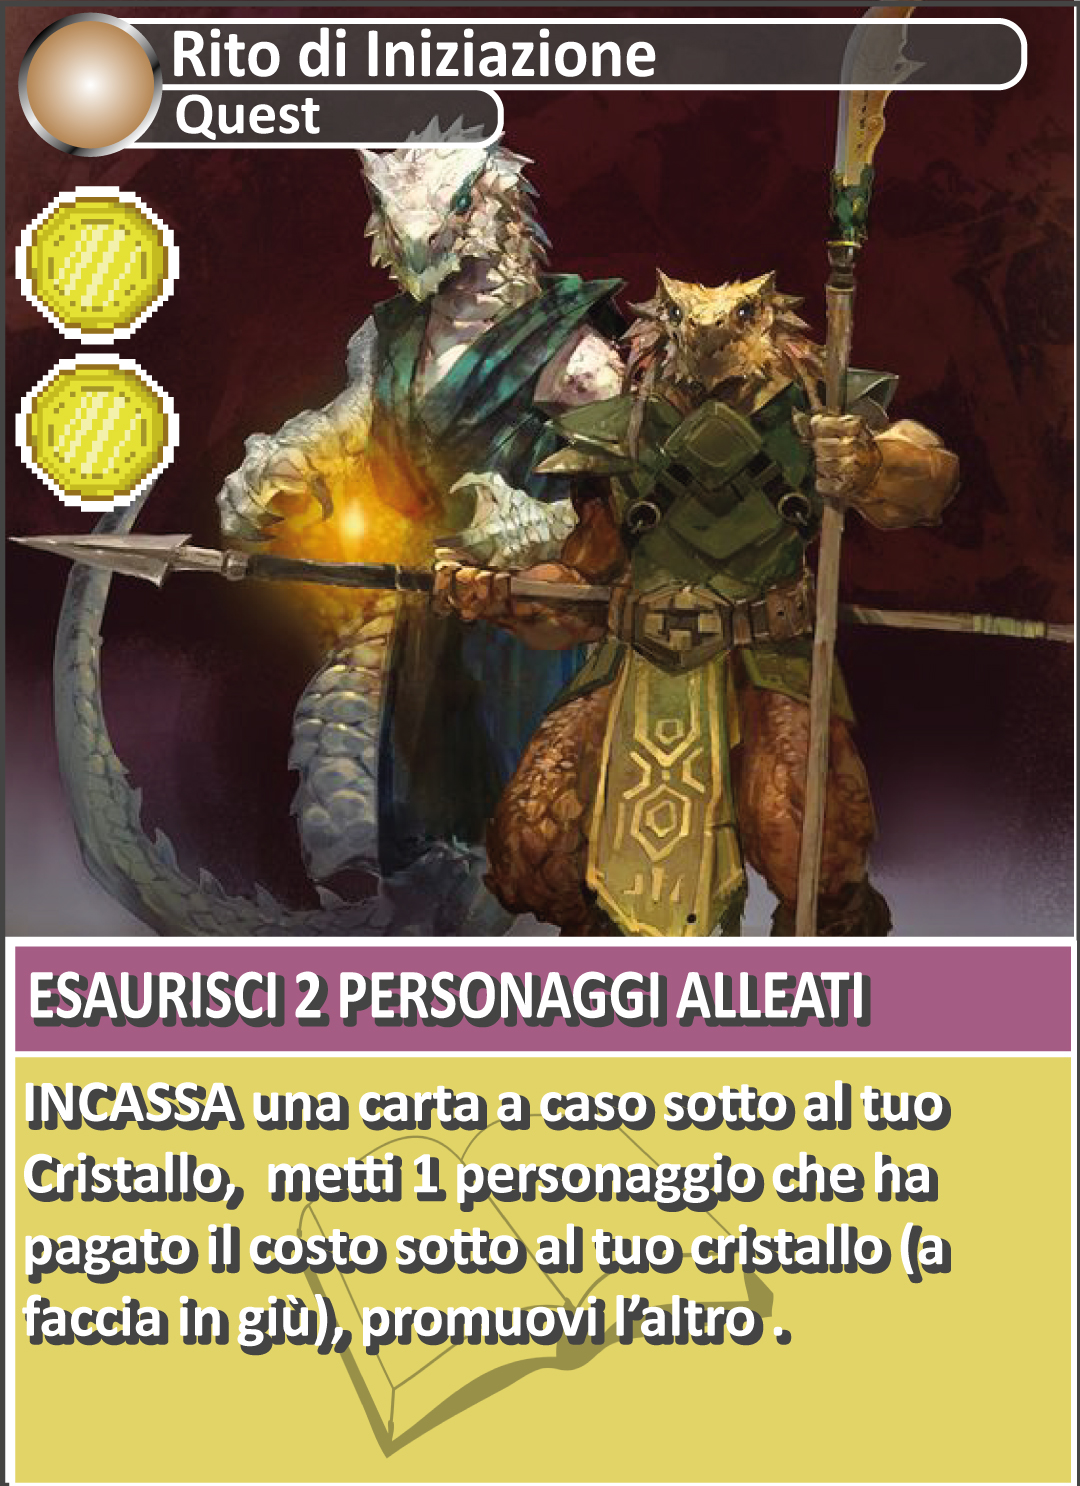 Rito di Iniziazione
Quest
ESAURISCI 2 PERSONAGGI ALLEATI
INCASSA una carta a caso sotto al tuo
Cristallo,  metti 1 personaggio che ha
pagato il costo sotto al tuo cristallo (a
faccia in giù), promuovi l’altro .